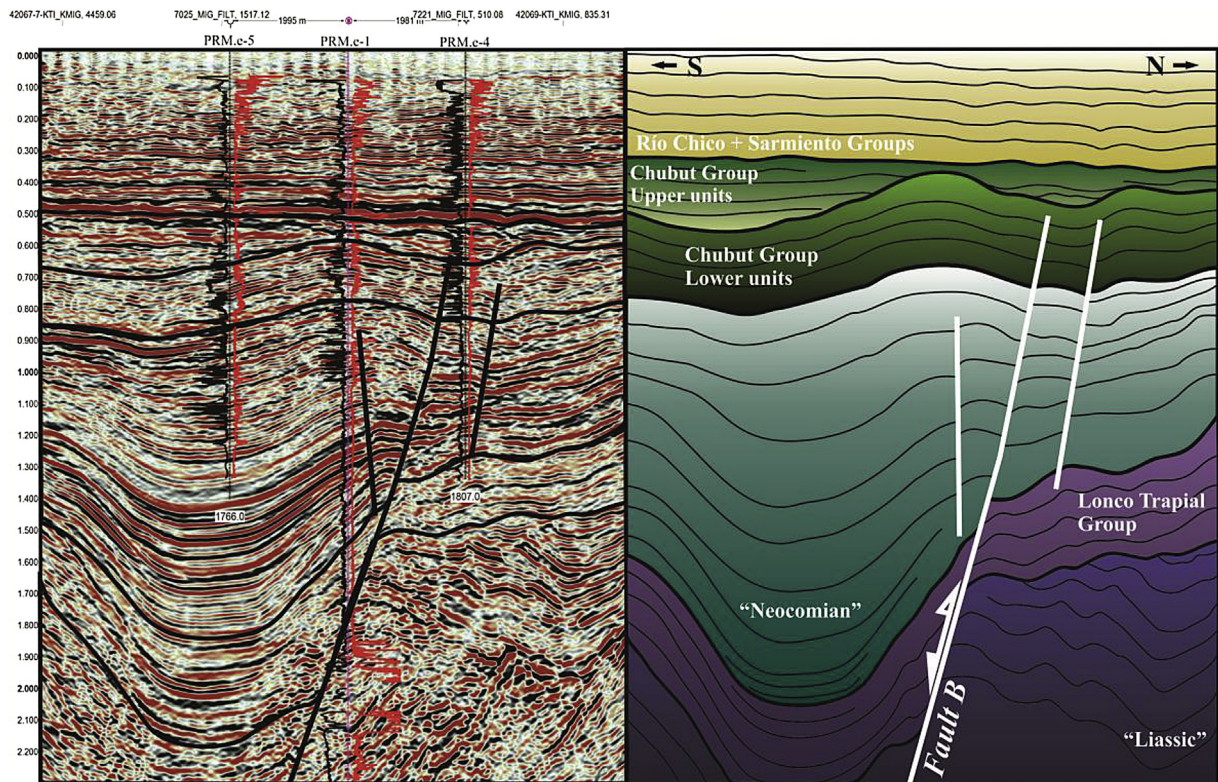 42067-7-KTI_KMIG, 4459.06
7025_MIG_FILT, 1517.12
1995 m
1981
7221_MIG_FILT, 510.08
42069-KTI_KMIG, 835.31
PRM.e-5
PRM.e-1
PRM.e-4
0.000
0.100
0.200
0.300
0.400
0.500
0.600
0.700
0.800
0.900
1.000
1.100
1.200
1.300
1.400
1.500
1.600
1.700
1.800
1.900
2.000
2.100
2.200
1766.0
1807.0
S
N
Río Chico + Sarmiento Groups
Chubut Group
Upper units
Chubut Group
Lower units
Lonco Trapial
Group
“Neocomian”
Fault B
“Liassic”